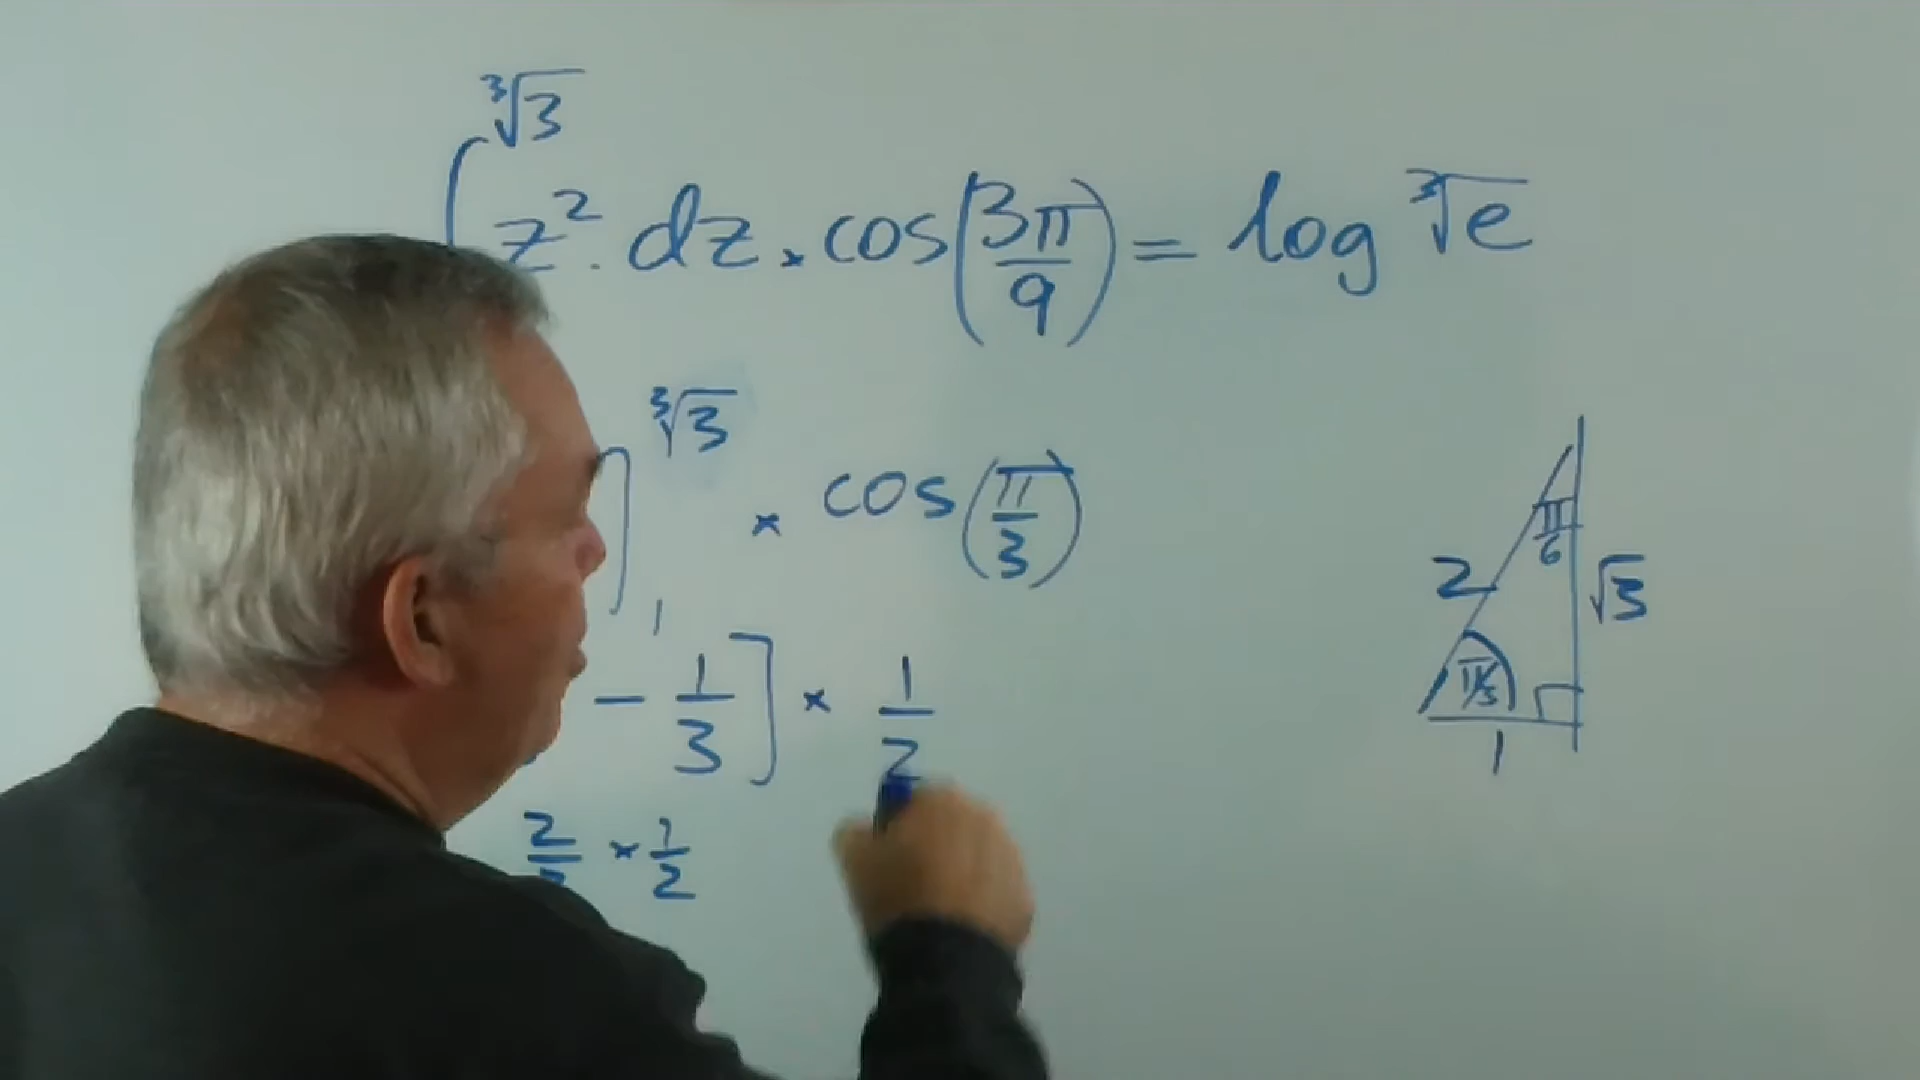 ∛3
∫ z² . dz . cos(3π/9) = log ∛e
]₁^∛3 × cos(π/3)
− 1/3] × 1/2
2/ × 1/2
π/6
2
√3
π/3
1